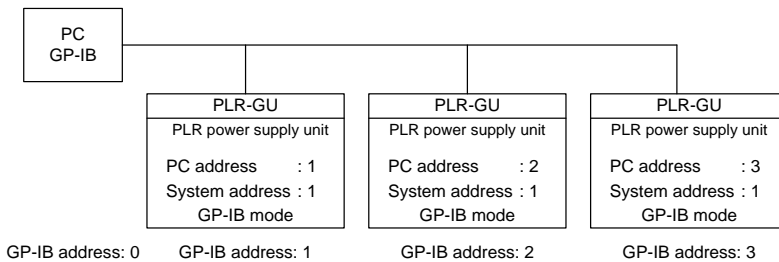 PC
GP-IB
PLR-GU
PLR power supply unit
PC address : 1
System address : 1
GP-IB mode
PLR-GU
PLR power supply unit
PC address : 2
System address : 1
GP-IB mode
PLR-GU
PLR power supply unit
PC address : 3
System address : 1
GP-IB mode
GP-IB address: 0
GP-IB address: 1
GP-IB address: 2
GP-IB address: 3